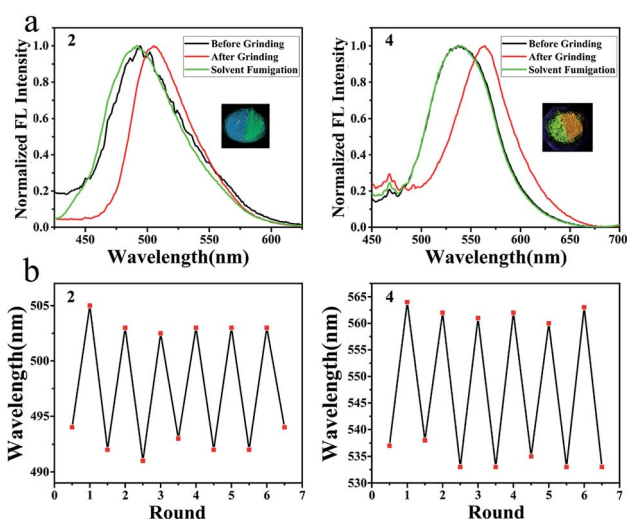 a
2
Before Grinding
After Grinding
Solvent Fumigation
Normalized FL Intensity
1.0
0.8
0.6
0.4
0.2
0.0
450 500 550 600
Wavelength(nm)
4
Before Grinding
After Grinding
Solvent Fumigation
Normalized FL Intensity
1.0
0.8
0.6
0.4
0.2
0.0
450 500 550 600 650 700
Wavelength(nm)
b
2
Wavelength(nm)
505
500
495
490
0 1 2 3 4 5 6 7
Round
4
Wavelength(nm)
565
560
555
550
545
540
535
530
0 1 2 3 4 5 6 7
Round